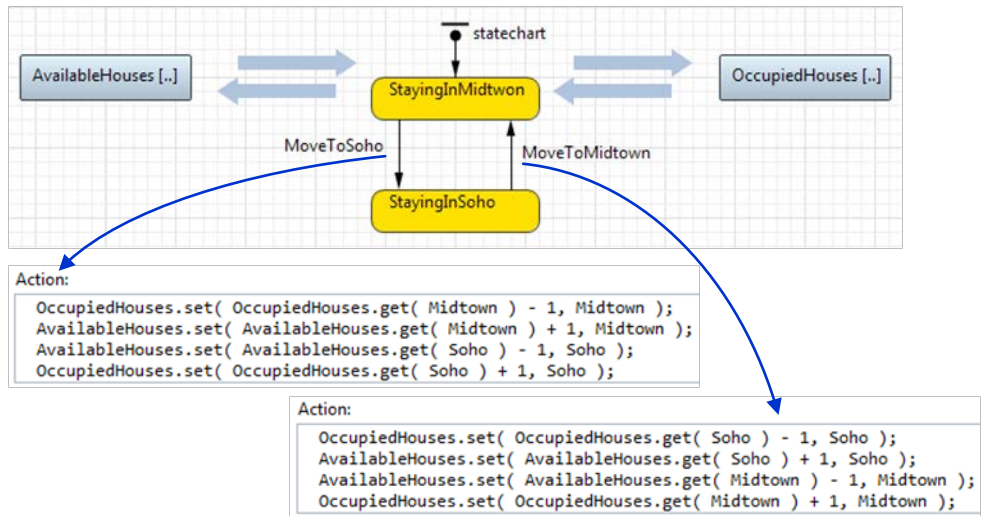 statechart
AvailableHouses [..]
StayingInMidtwon
OccupiedHouses [..]
MoveToSoho
MoveToMidtown
StayingInSoho
Action:
OccupiedHouses.set( OccupiedHouses.get( Midtown ) - 1, Midtown );
AvailableHouses.set( AvailableHouses.get( Midtown ) + 1, Midtown );
AvailableHouses.set( AvailableHouses.get( Soho ) - 1, Soho );
OccupiedHouses.set( OccupiedHouses.get( Soho ) + 1, Soho );
Action:
OccupiedHouses.set( OccupiedHouses.get( Soho ) - 1, Soho );
AvailableHouses.set( AvailableHouses.get( Soho ) + 1, Soho );
AvailableHouses.set( AvailableHouses.get( Midtown ) - 1, Midtown );
OccupiedHouses.set( OccupiedHouses.get( Midtown ) + 1, Midtown );